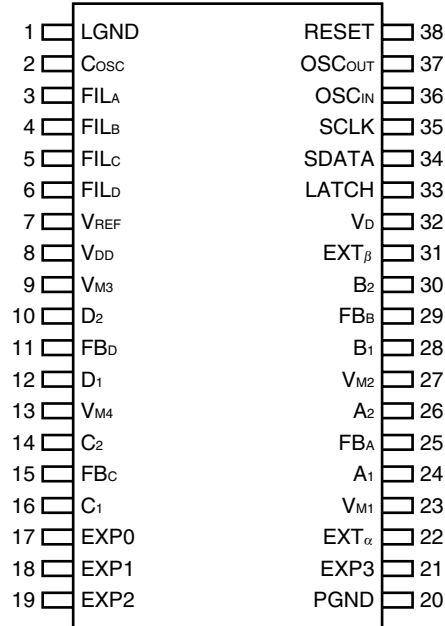 1 LGND RESET 38
2 COSC OSCOUT 37
3 FILA OSCIN 36
4 FILB SCLK 35
5 FILC SDATA 34
6 FILD LATCH 33
7 VREF VD 32
8 VDD EXTβ 31
9 VM3 B2 30
10 D2 FBB 29
11 FBD B1 28
12 D1 VM2 27
13 VM4 A2 26
14 C2 FBA 25
15 FBC A1 24
16 C1 VM1 23
17 EXP0 EXTα 22
18 EXP1 EXP3 21
19 EXP2 PGND 20